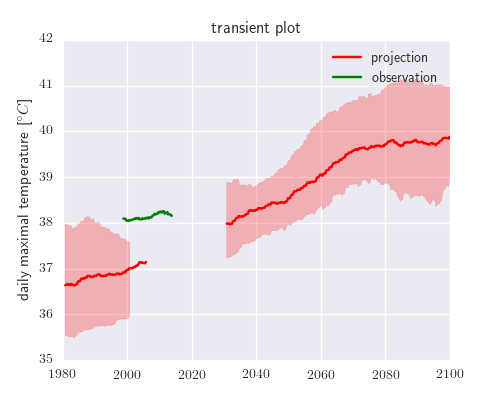 transient plot
projection
observation
daily maximal temperature [°C]
42
41
40
39
38
37
36
35
1980 2000 2020 2040 2060 2080 2100